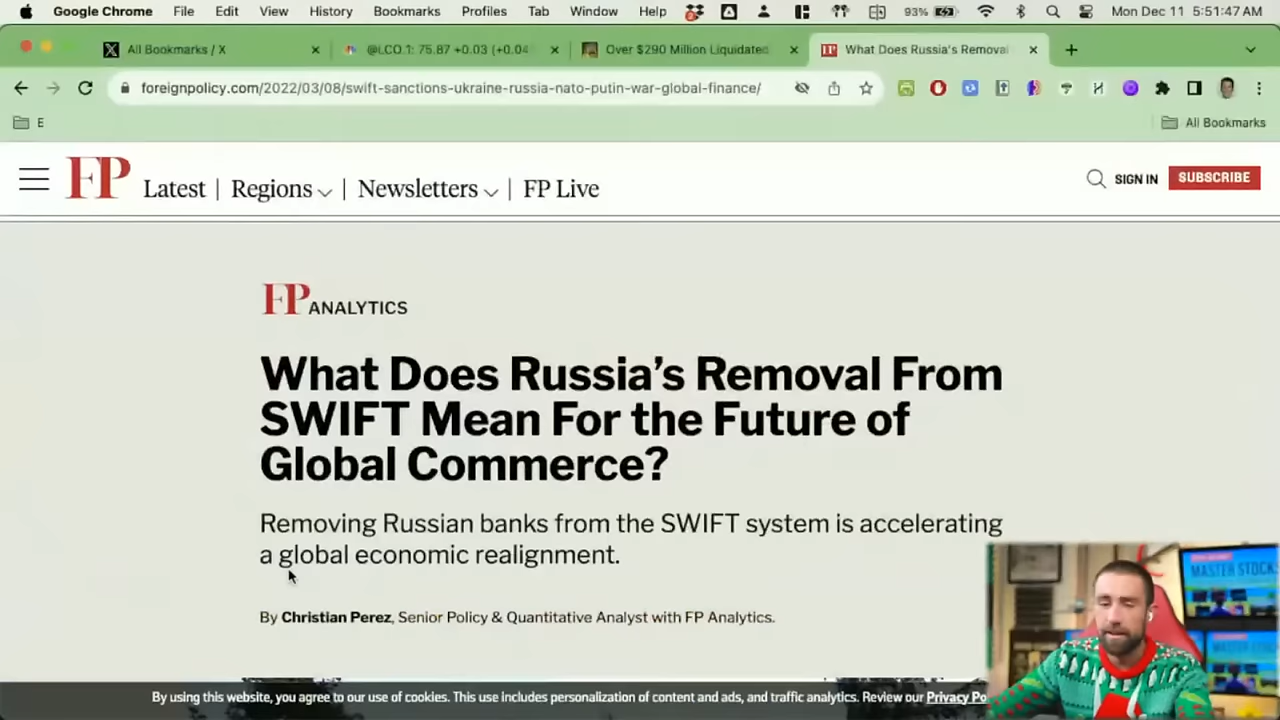 Google Chrome File Edit View History Bookmarks Profiles Tab Window Help 93% Mon Dec 11 5:51:47 AM
All Bookmarks / X @LCO.1: 75.87 +0.03 (+0.04 Over $290 Million Liquidated What Does Russia's Removal
foreignpolicy.com/2022/03/08/swift-sanctions-ukraine-russia-nato-putin-war-global-finance/
E All Bookmarks
FP Latest | Regions | Newsletters | FP Live SIGN IN SUBSCRIBE
FP ANALYTICS
What Does Russia’s Removal From
SWIFT Mean For the Future of
Global Commerce?
Removing Russian banks from the SWIFT system is accelerating
a global economic realignment.
By Christian Perez, Senior Policy & Quantitative Analyst with FP Analytics.
MASTER STOCK
By using this website, you agree to our use of cookies. This use includes personalization of content and ads, and traffic analytics. Review our Privacy Po